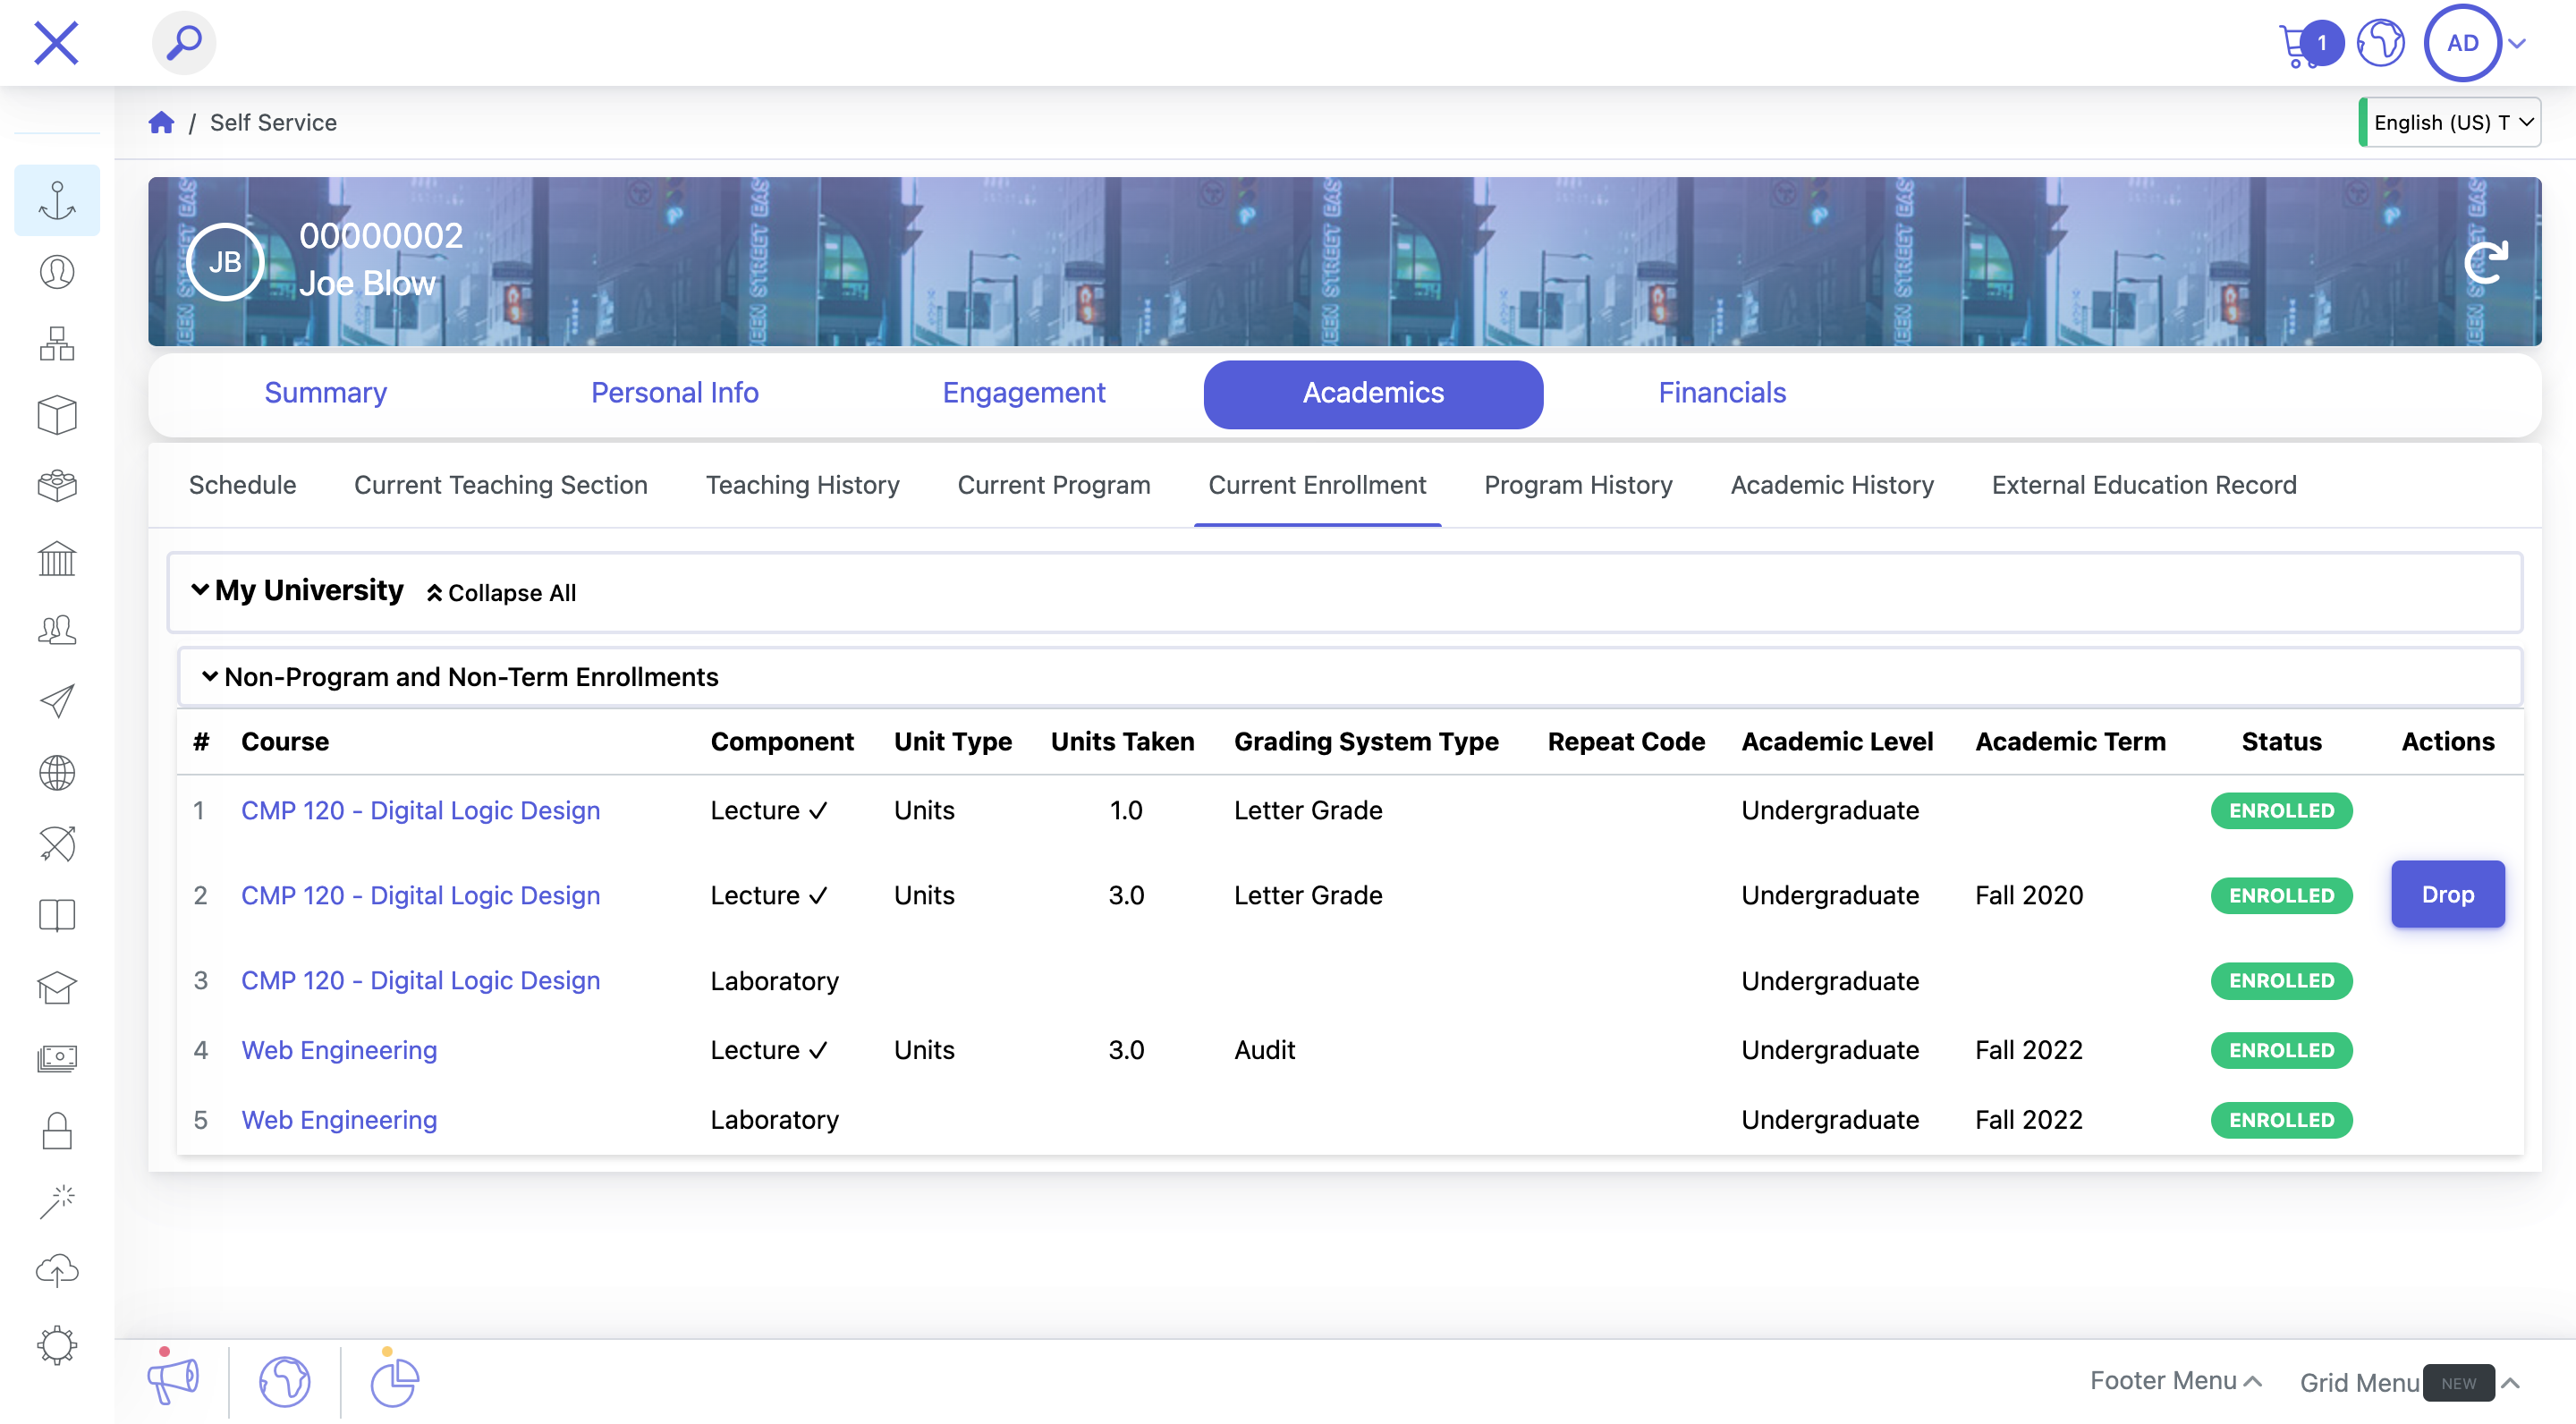 1
AD
/ Self Service
English (US) T
JB
00000002
Joe Blow
Summary Personal Info Engagement Academics Financials
Schedule Current Teaching Section Teaching History Current Program Current Enrollment Program History Academic History External Education Record
My University Collapse All
Non-Program and Non-Term Enrollments
# Course Component Unit Type Units Taken Grading System Type Repeat Code Academic Level Academic Term Status Actions
1 CMP 120 - Digital Logic Design Lecture ✓ Units 1.0 Letter Grade Undergraduate ENROLLED
2 CMP 120 - Digital Logic Design Lecture ✓ Units 3.0 Letter Grade Undergraduate Fall 2020 ENROLLED Drop
3 CMP 120 - Digital Logic Design Laboratory Undergraduate ENROLLED
4 Web Engineering Lecture ✓ Units 3.0 Audit Undergraduate Fall 2022 ENROLLED
5 Web Engineering Laboratory Undergraduate Fall 2022 ENROLLED
Footer Menu Grid Menu NEW